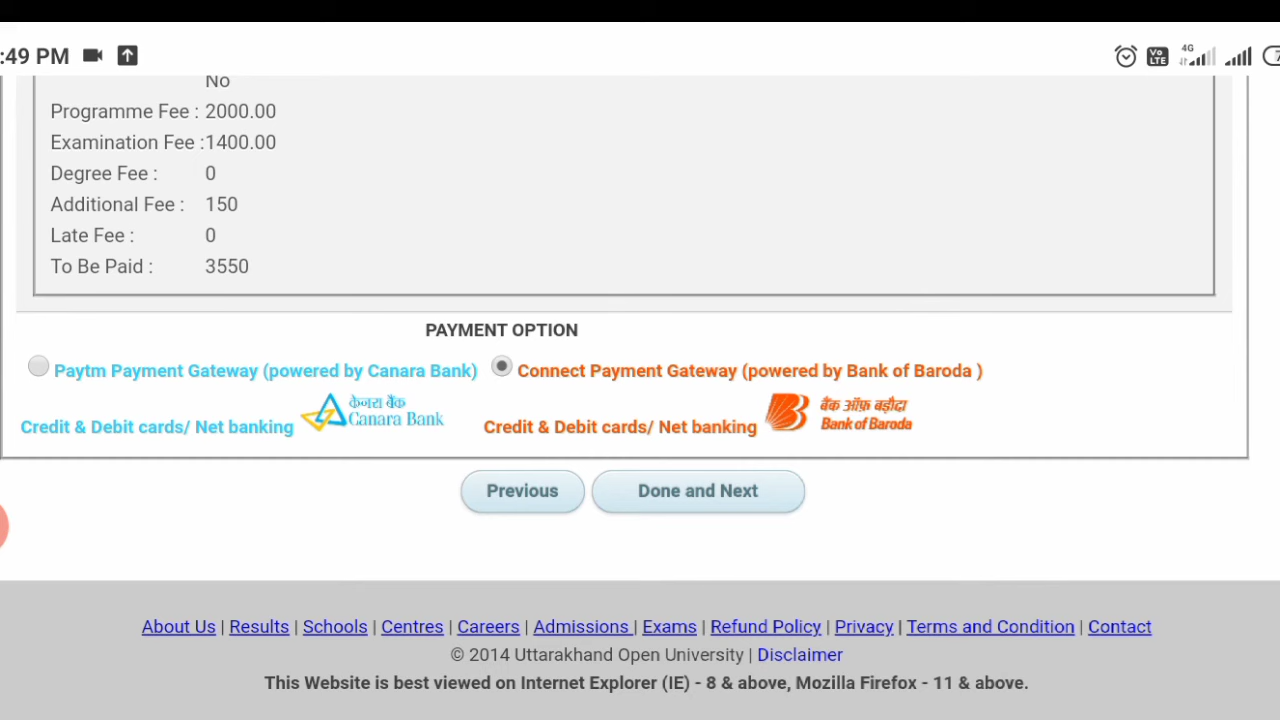 :49 PM
4G
Vo
LTE
No
Programme Fee : 2000.00
Examination Fee :1400.00
Degree Fee : 0
Additional Fee : 150
Late Fee : 0
To Be Paid : 3550
PAYMENT OPTION
Paytm Payment Gateway (powered by Canara Bank) Connect Payment Gateway (powered by Bank of Baroda )
Credit & Debit cards/ Net banking केनरा बैंक Canara Bank Credit & Debit cards/ Net banking बैंक ऑफ़ बड़ौदा Bank of Baroda
Previous Done and Next
About Us | Results | Schools | Centres | Careers | Admissions | Exams | Refund Policy | Privacy | Terms and Condition | Contact
© 2014 Uttarakhand Open University | Disclaimer
This Website is best viewed on Internet Explorer (IE) - 8 & above, Mozilla Firefox - 11 & above.